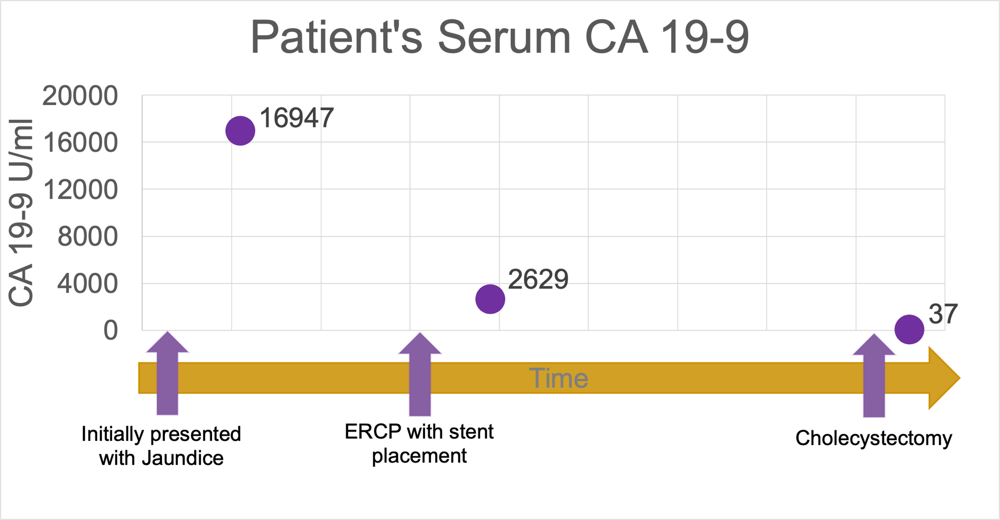 Patient's Serum CA 19-9
CA 19-9 U/ml
20000
16000
12000
8000
4000
0
16947
2629
37
Time
Initially presented
with Jaundice
ERCP with stent
placement
Cholecystectomy